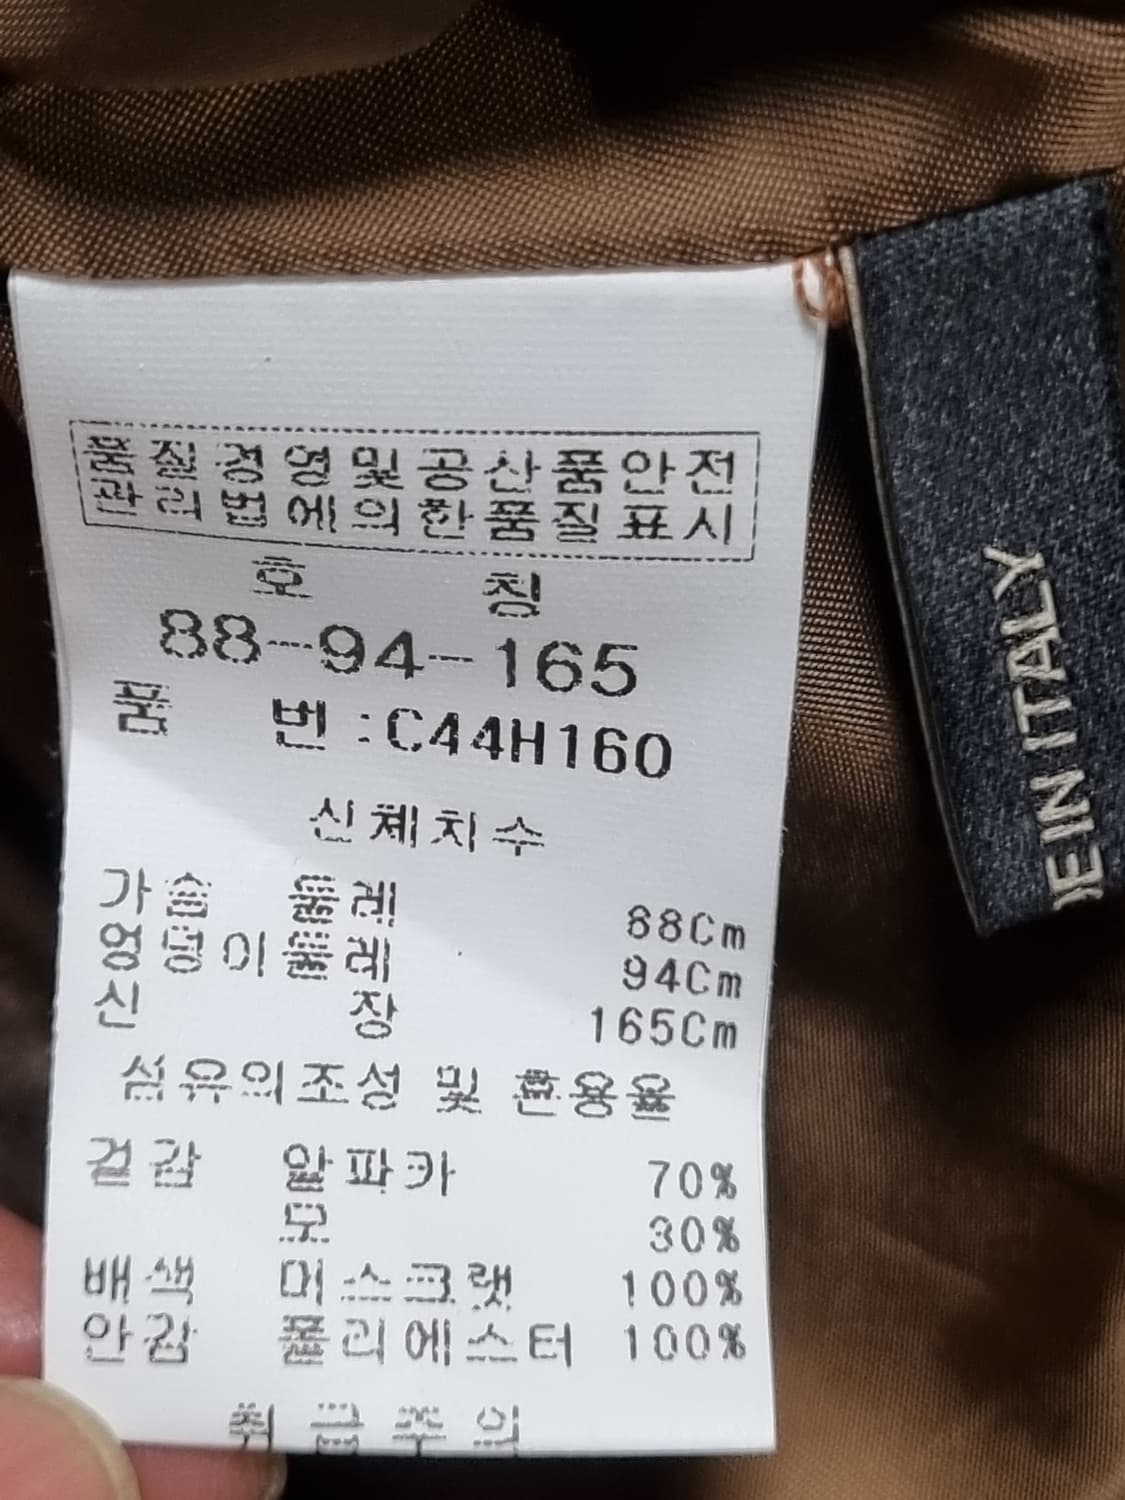 품질경영및공산품안전
관리법에의한품질표시
호 칭
88-94-165
품 번 :C44H160
신체치수
가슴 둘레 88Cm
엉덩이둘레 94Cm
신 장 165Cm
섬유의조성 및 혼용율
겉감 알파카 70%
모 30%
배색 머스크랫 100%
안감 폴리에스터 100%
취급주의
DE IN ITALY